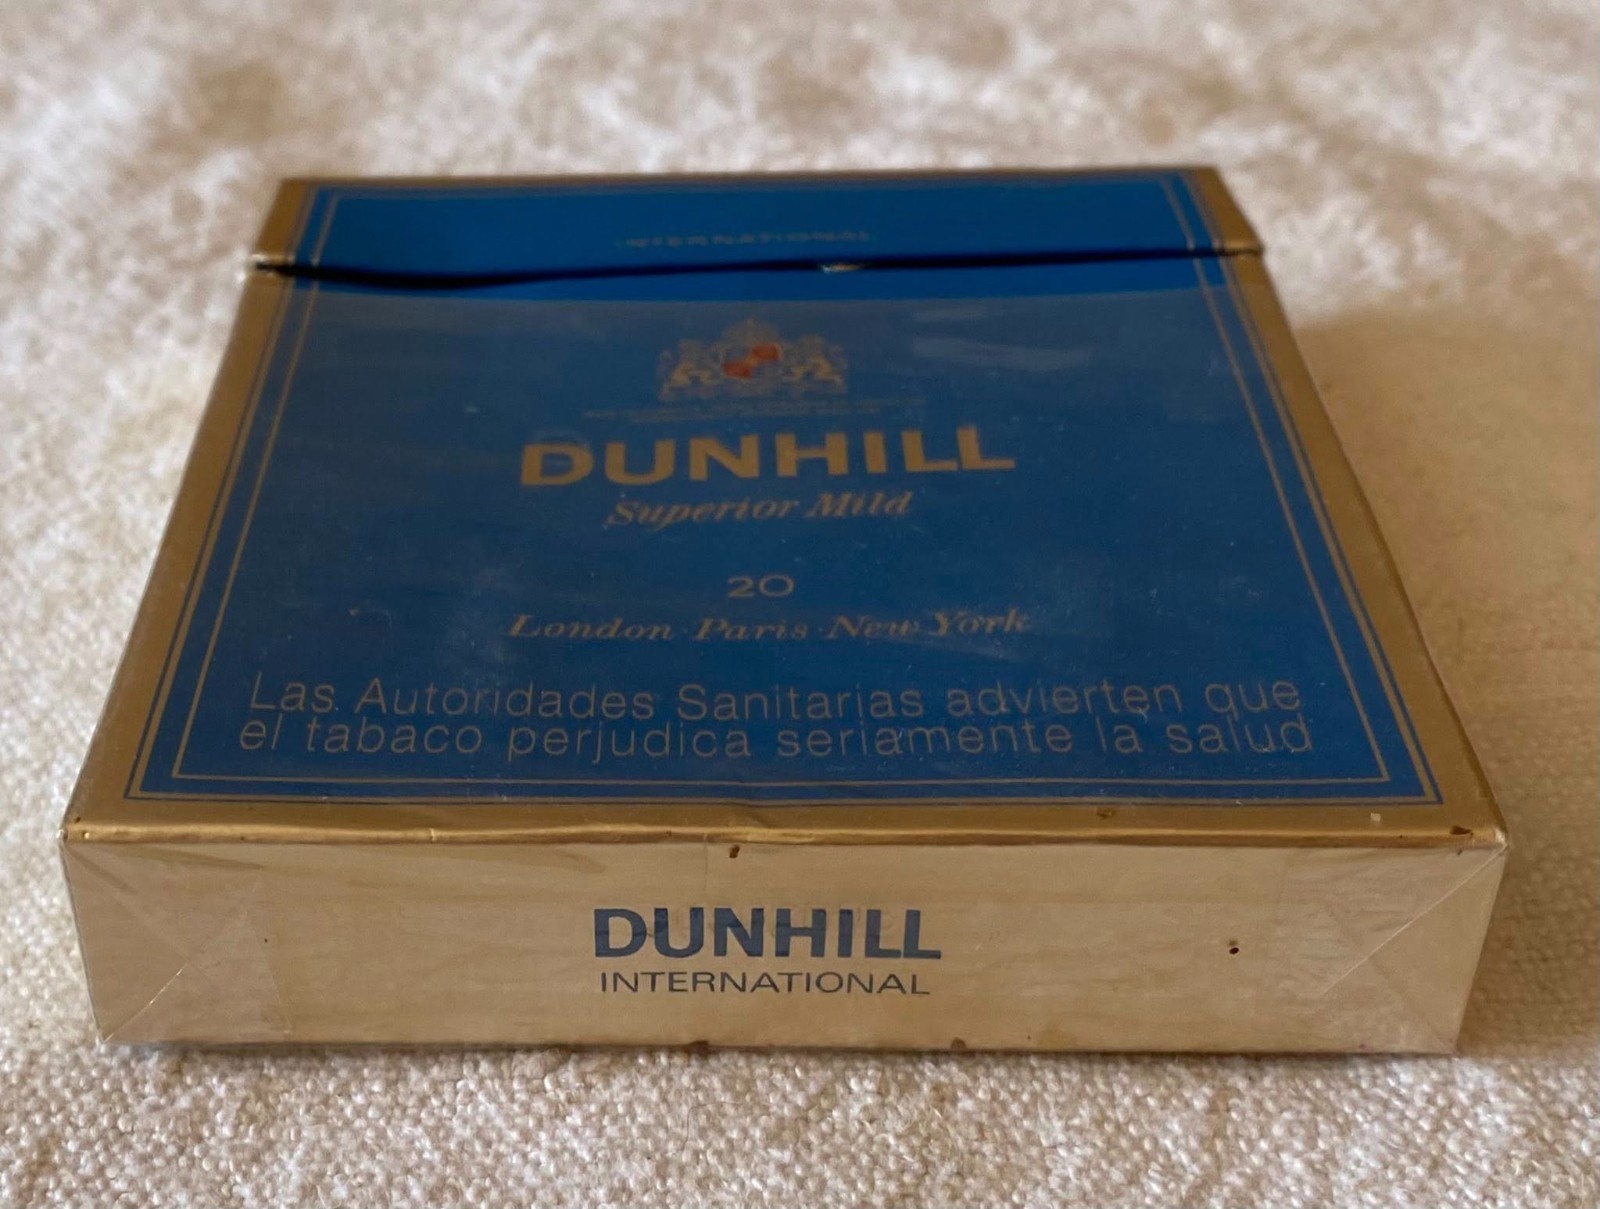 INTERNATIONAL
DUNHILL
Superior Mild
20
London·Paris·New York
Las Autoridades Sanitarias advierten que
el tabaco perjudica seriamente la salud
DUNHILL
INTERNATIONAL